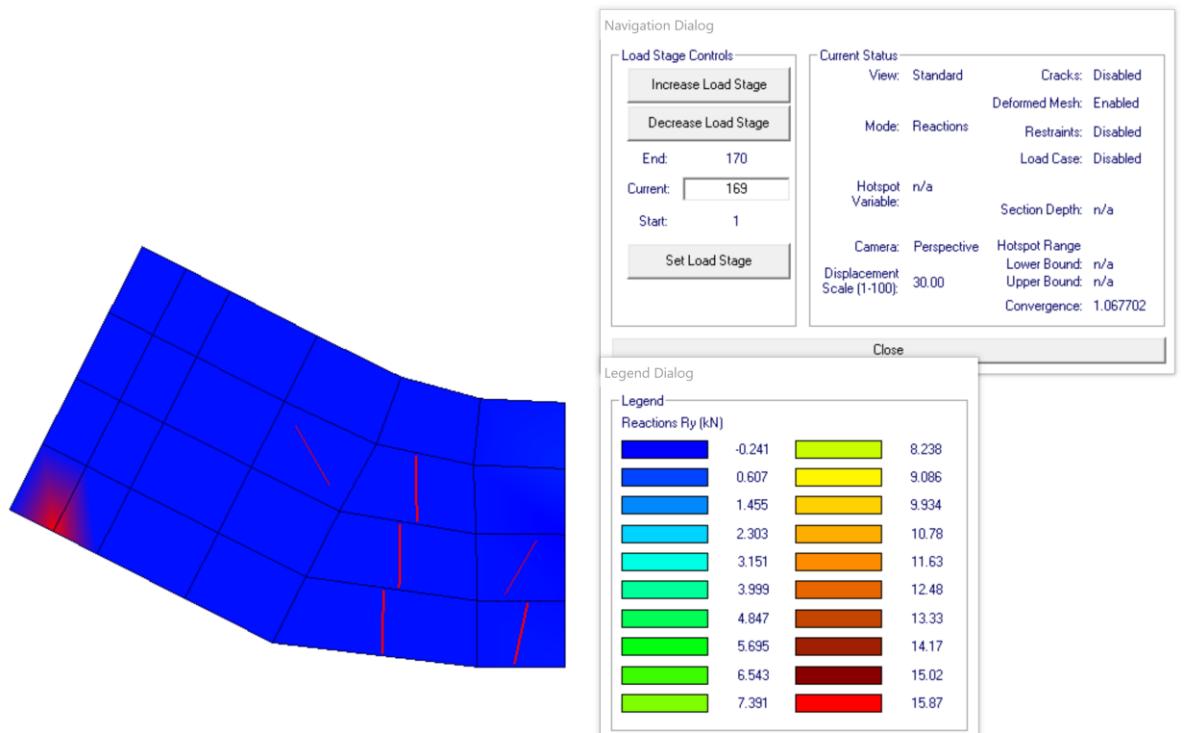 Navigation Dialog
Load Stage Controls
Increase Load Stage
Decrease Load Stage
End: 170
Current: 169
Start: 1
Set Load Stage
Current Status
View: Standard
Cracks: Disabled
Deformed Mesh: Enabled
Mode: Reactions
Restraints: Disabled
Load Case: Disabled
Hotspot n/a
Variable:
Section Depth: n/a
Camera: Perspective
Hotspot Range
Lower Bound: n/a
Displacement
Scale (1-100): 30.00
Upper Bound: n/a
Convergence: 1.067702
Close
Legend Dialog
Legend
Reactions Ry (kN)
-0.241 8.238
0.607 9.086
1.455 9.934
2.303 10.78
3.151 11.63
3.999 12.48
4.847 13.33
5.695 14.17
6.543 15.02
7.391 15.87